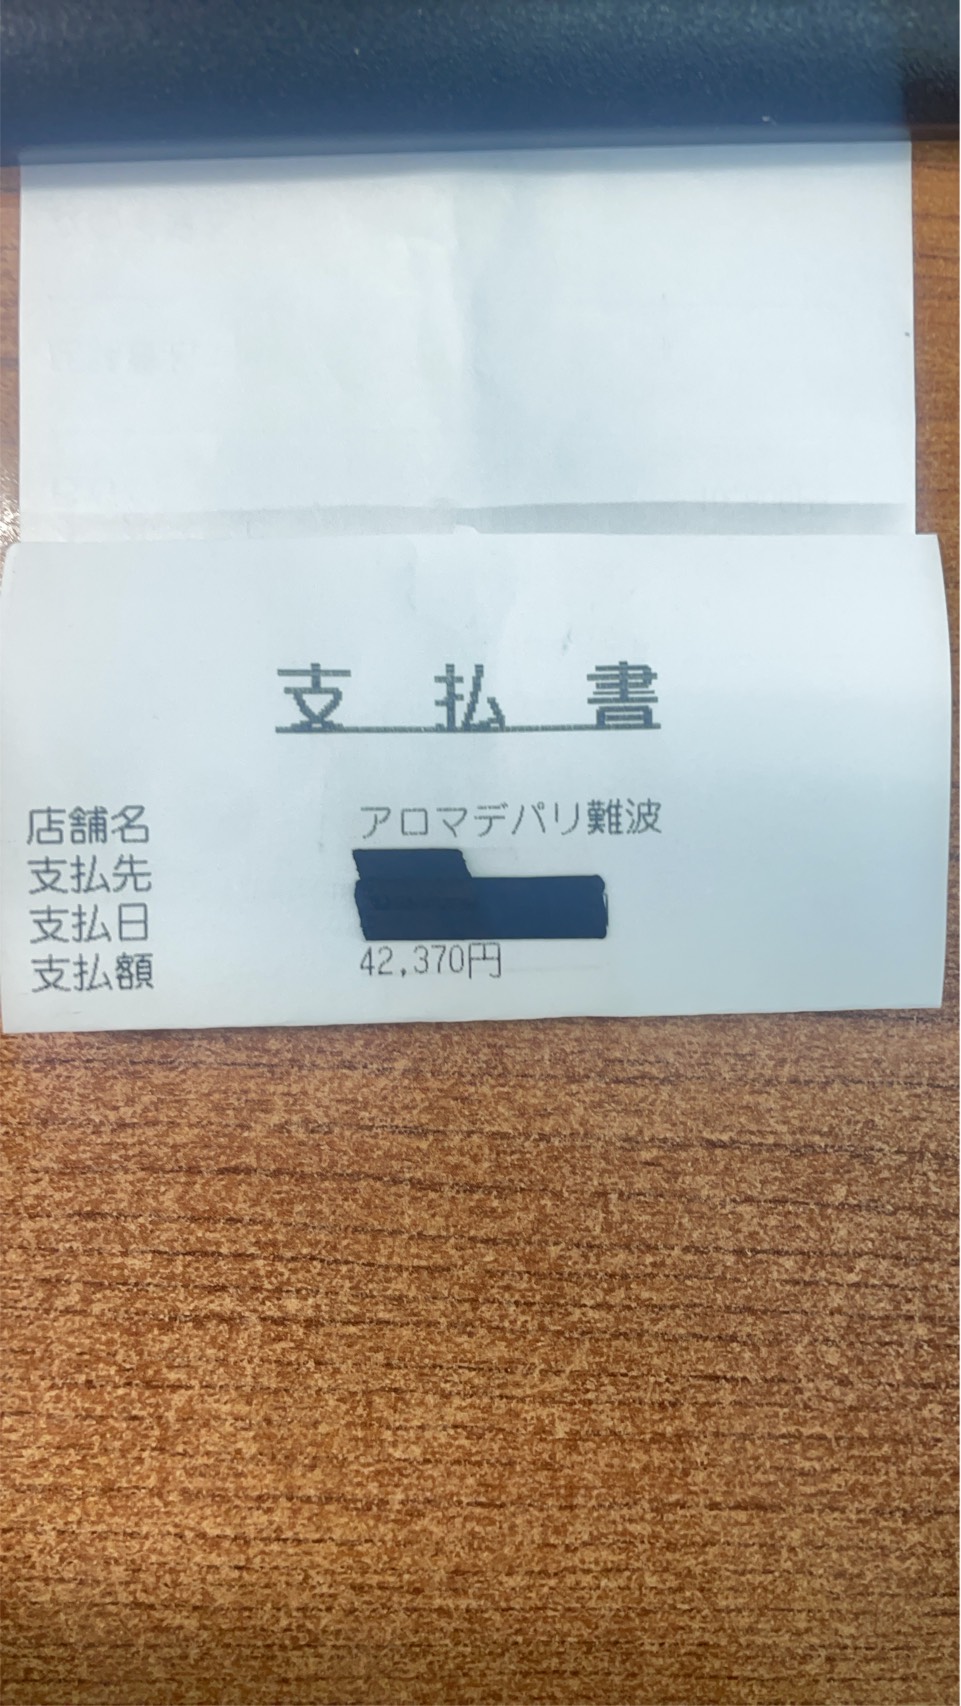 支払書
店舗名 アロマデパリ難波
支払先
支払日
支払額 42,370円